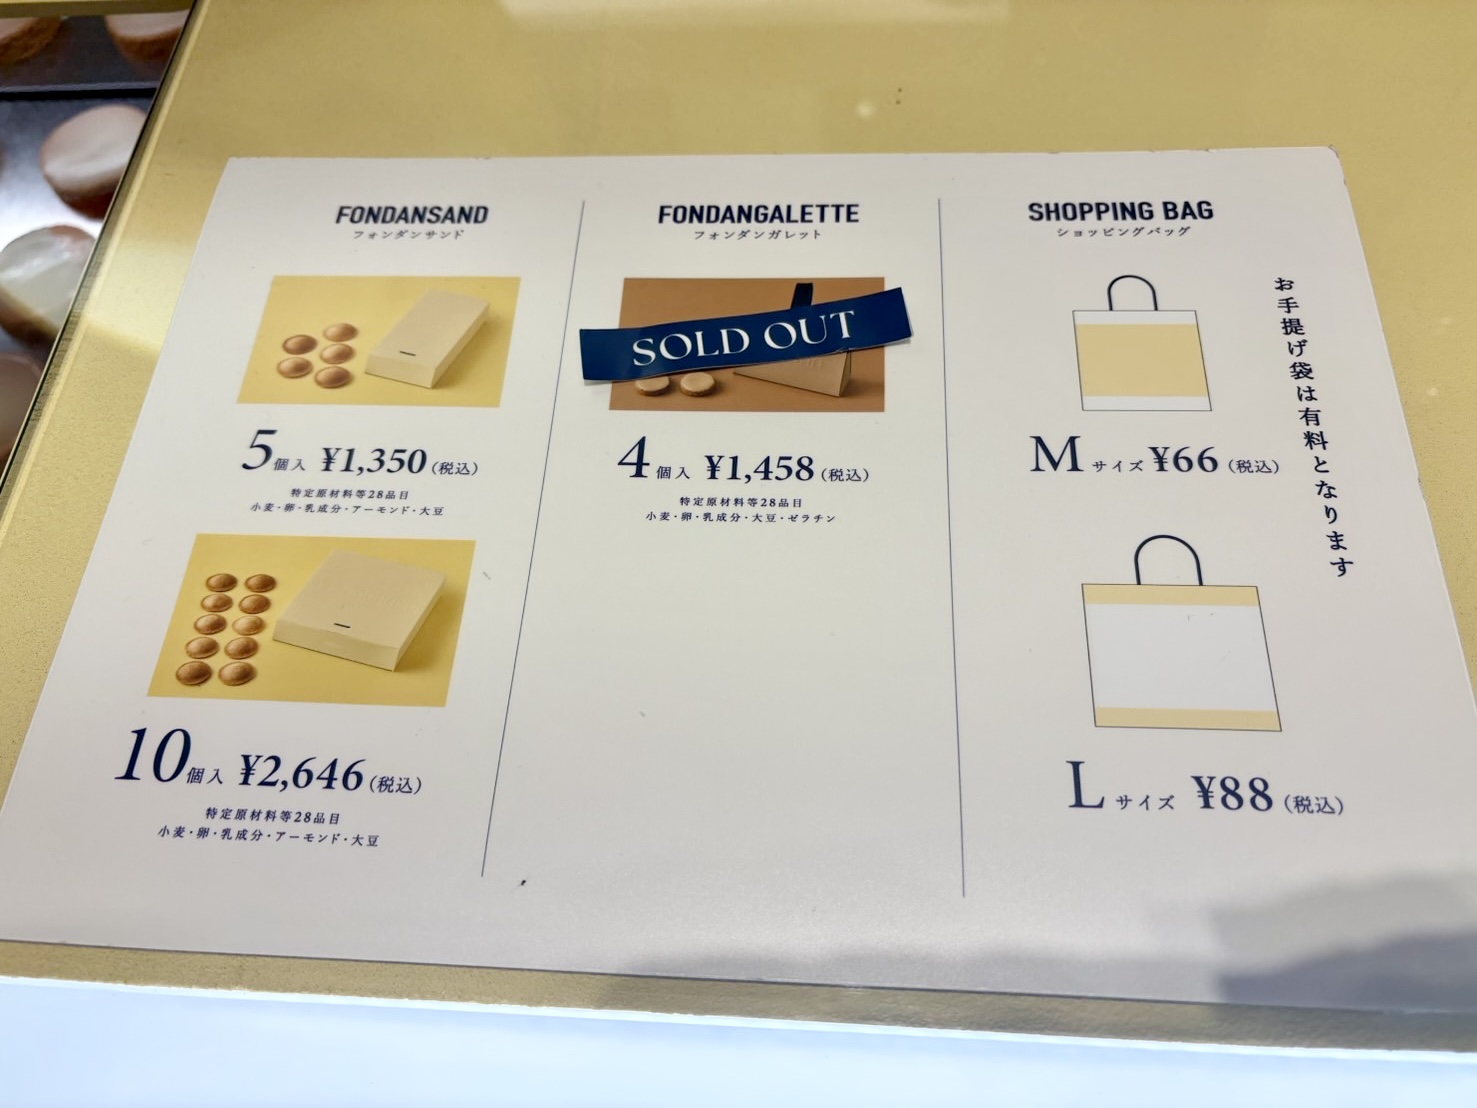 FONDANSAND
フォンダンサンド
5個入 ¥1,350(税込)
特定原材料等28品目
小麦・卵・乳成分・アーモンド・大豆
10個入 ¥2,646(税込)
特定原材料等28品目
小麦・卵・乳成分・アーモンド・大豆
FONDANGALETTE
フォンダンガレット
SOLD OUT
4個入 ¥1,458(税込)
特定原材料等28品目
小麦・卵・乳成分・大豆・ゼラチン
SHOPPING BAG
ショッピングバッグ
Mサイズ ¥66(税込)
Lサイズ ¥88(税込)
お手提げ袋は有料となります